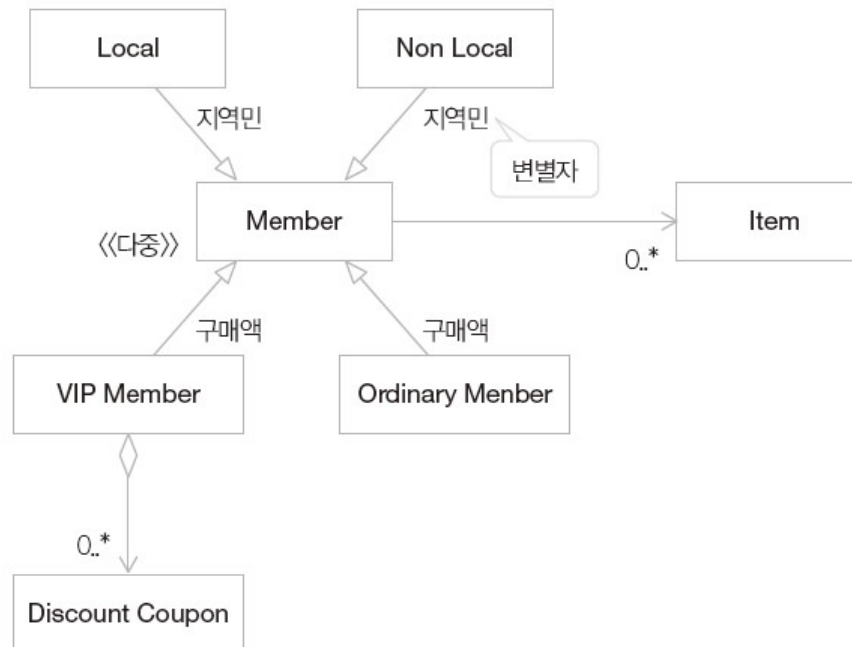 Local
Non Local
지역민
지역민
변별자
Member
Item
<<다중>>
0..*
구매액
구매액
VIP Member
Ordinary Menber
0..*
Discount Coupon